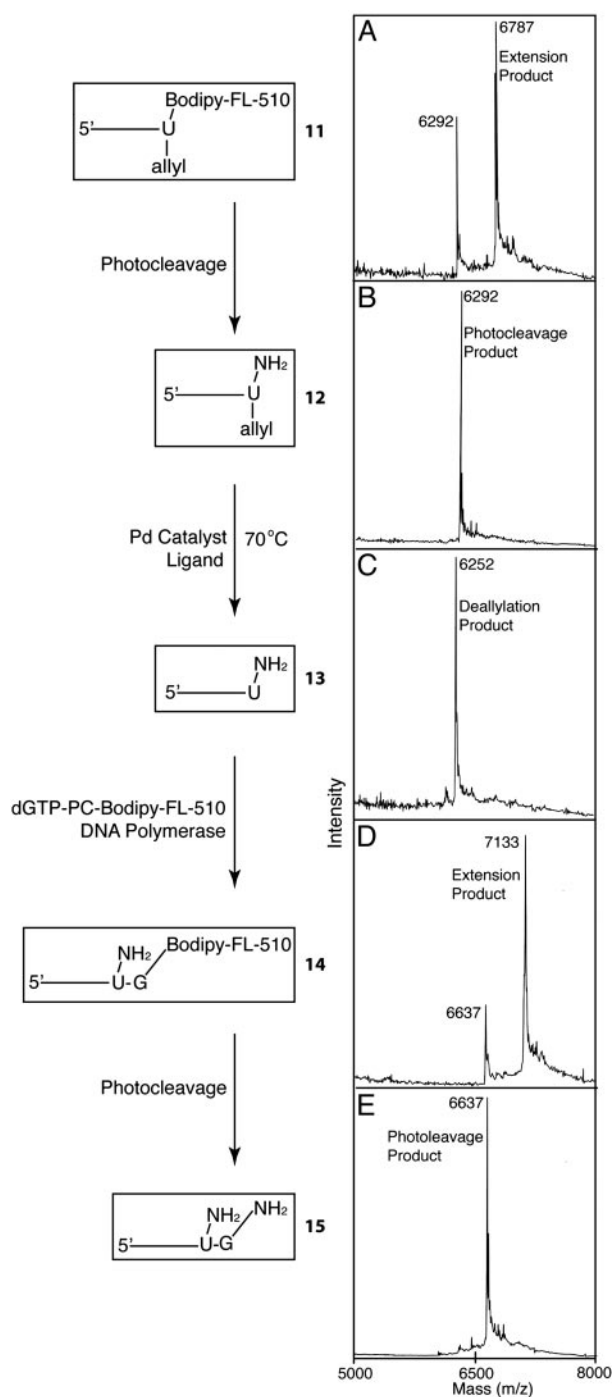 Bodipy-FL-510
5'
U
allyl
11
Photocleavage
NH₂
5'
U
allyl
12
Pd Catalyst
Ligand
70°C
NH₂
5'
U
13
dGTP-PC-Bodipy-FL-510
DNA Polymerase
Bodipy-FL-510
NH₂
5'
U-G
14
Photocleavage
NH₂
NH₂
5'
U-G
15
Intensity
A
6787
Extension
Product
6292
B
6292
Photocleavage
Product
C
6252
Deallylation
Product
D
7133
Extension
Product
6637
E
6637
Photoleavage
Product
5000
6500
8000
Mass (m/z)